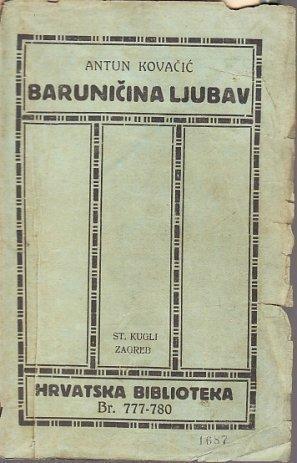 ANTUN KOVAČIĆ
BARUNIČINA LJUBAV
ST. KUGLI
ZAGREB
HRVATSKA BIBLIOTEKA
Br. 777-780
1687